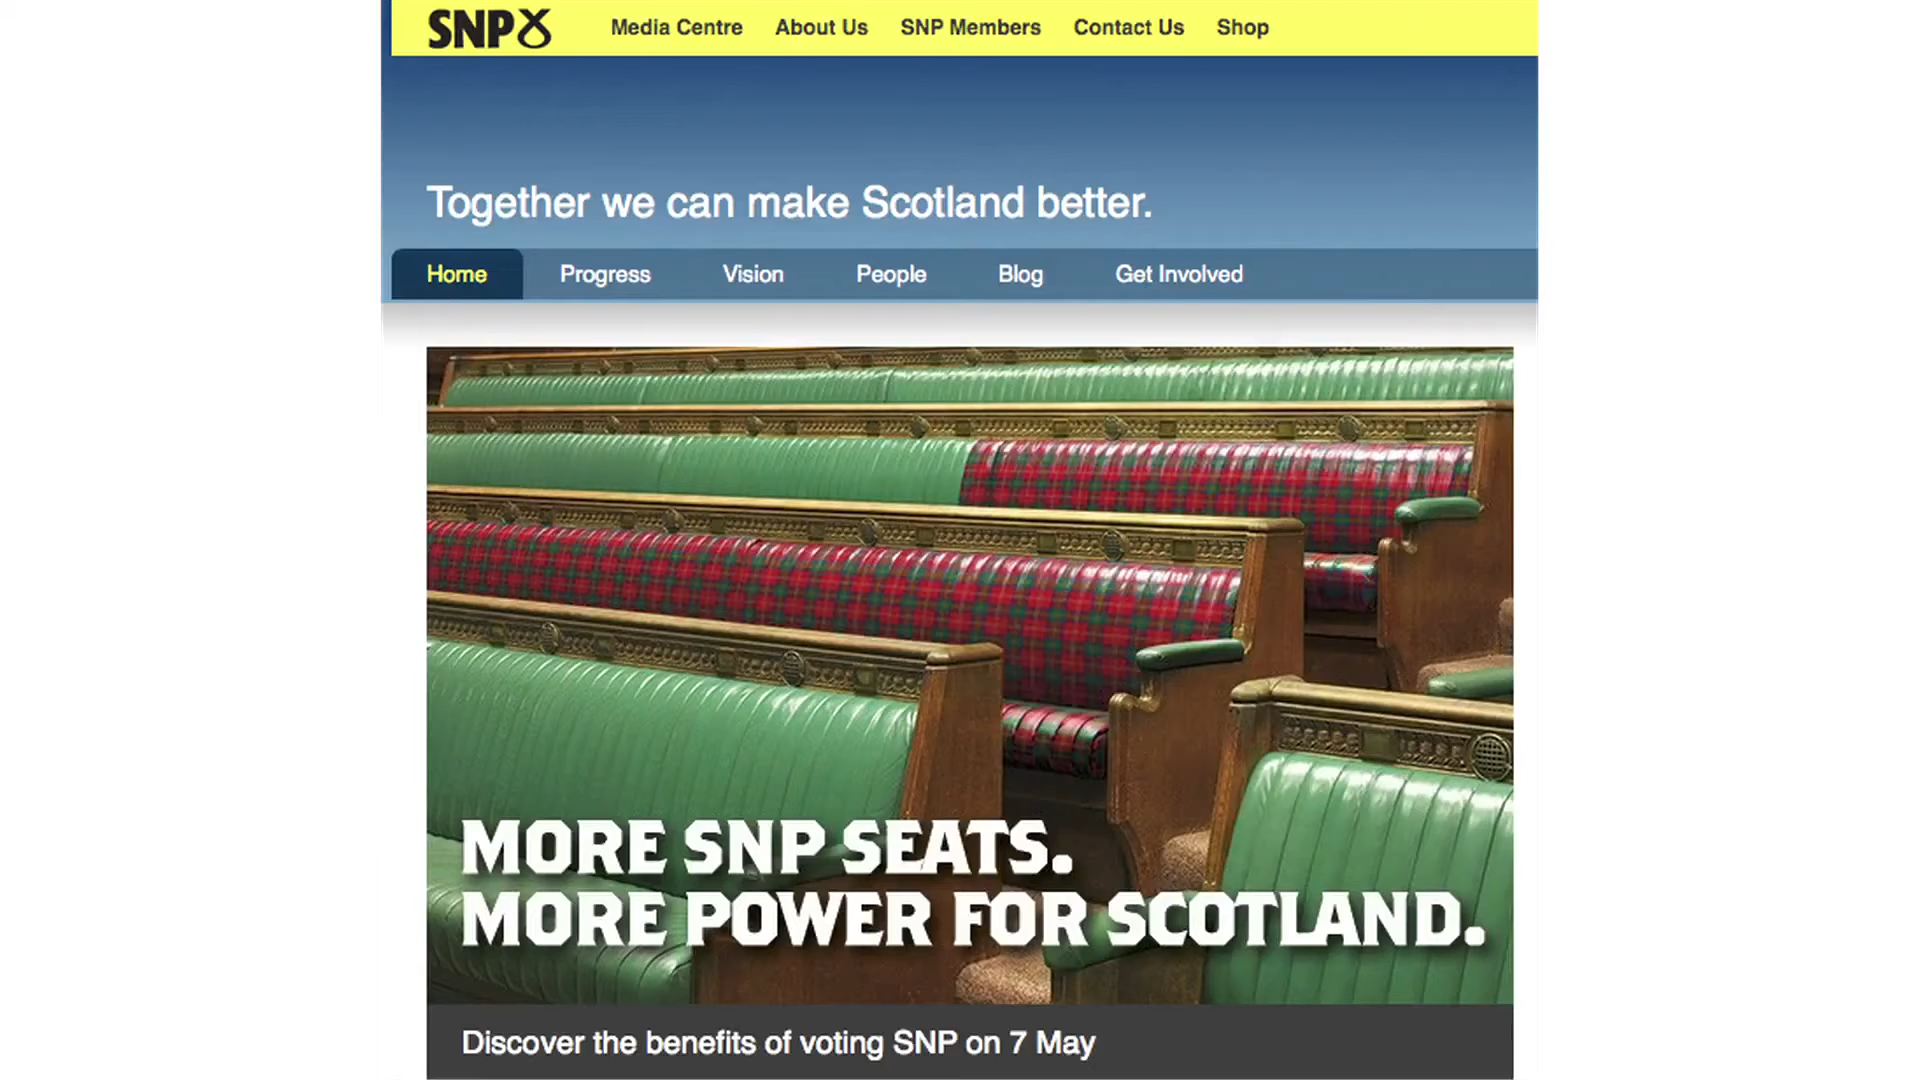 SNP
Media Centre About Us SNP Members Contact Us Shop
Together we can make Scotland better.
Home Progress Vision People Blog Get Involved
MORE SNP SEATS.
MORE POWER FOR SCOTLAND.
Discover the benefits of voting SNP on 7 May